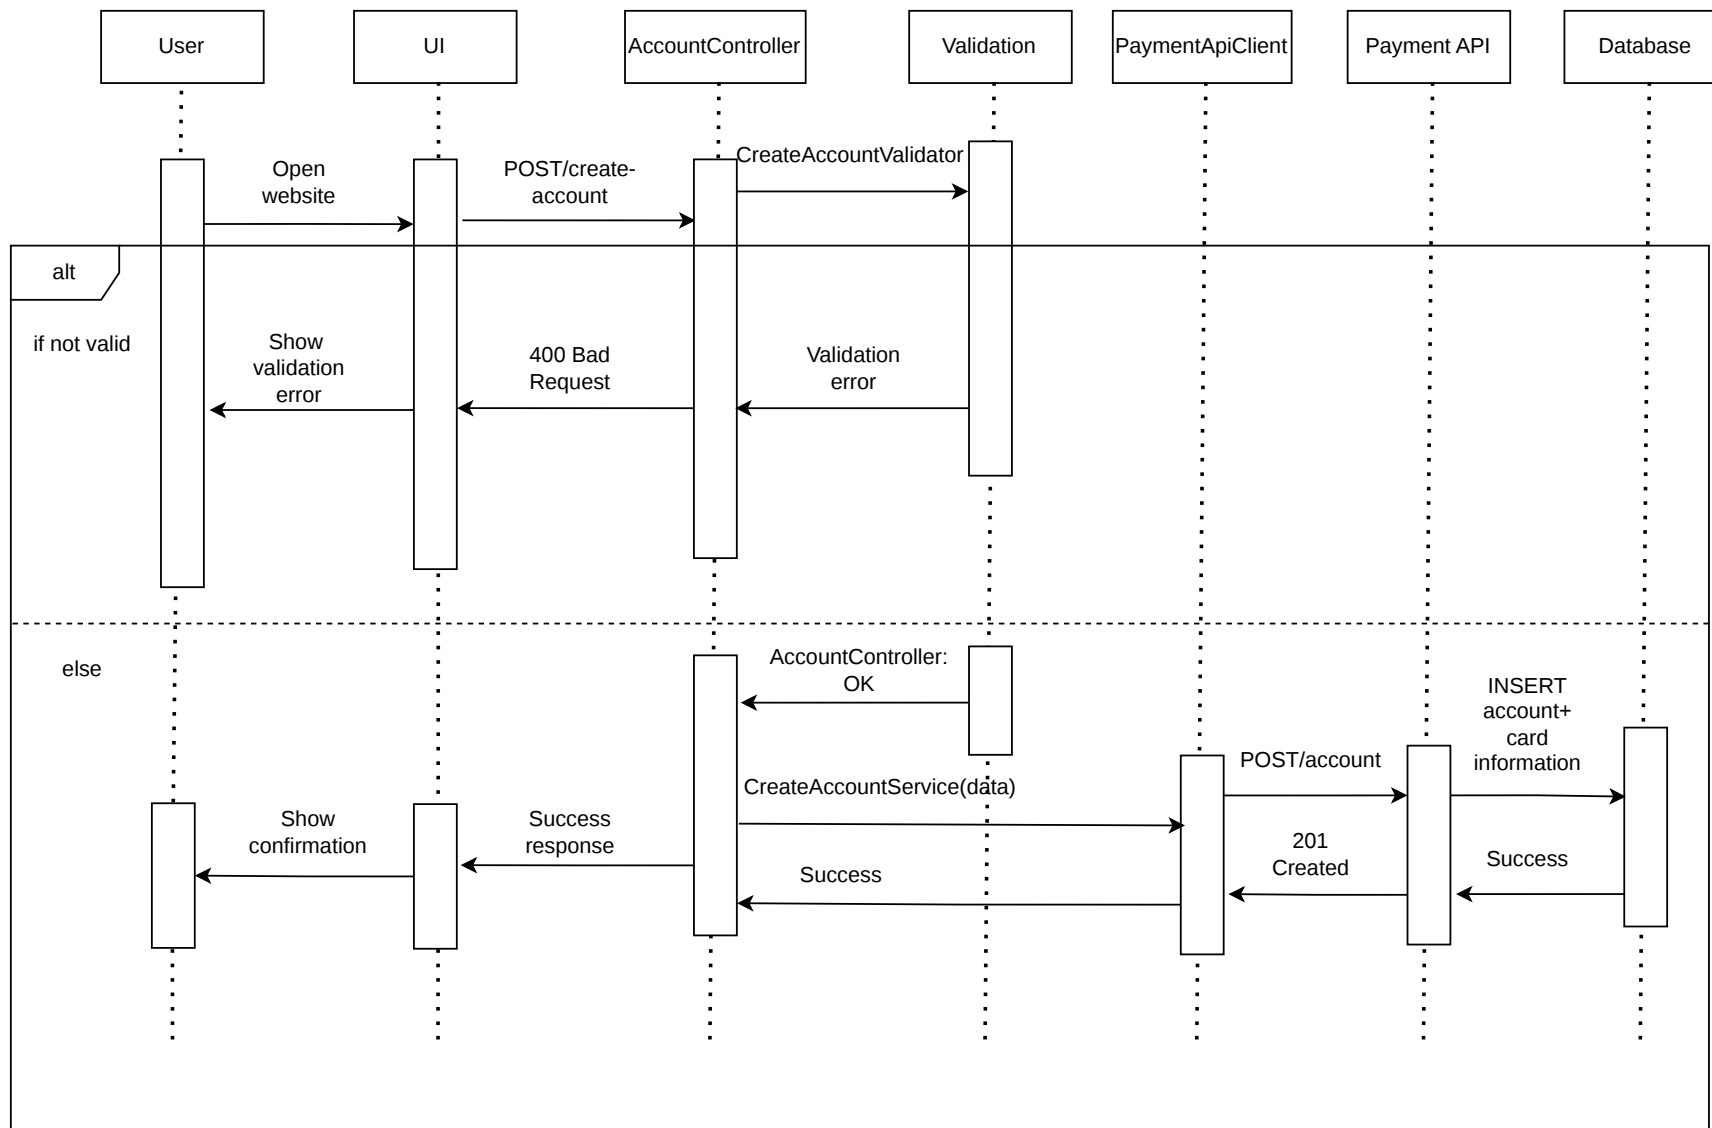 User
UI
AccountController
Validation
PaymentApiClient
Payment API
Database
Open
website
POST/create-
account
CreateAccountValidator
alt
if not valid
Show
validation
error
400 Bad
Request
Validation
error
else
AccountController:
OK
INSERT
account+
card
information
POST/account
CreateAccountService(data)
Show
confirmation
Success
response
Success
201
Created
Success